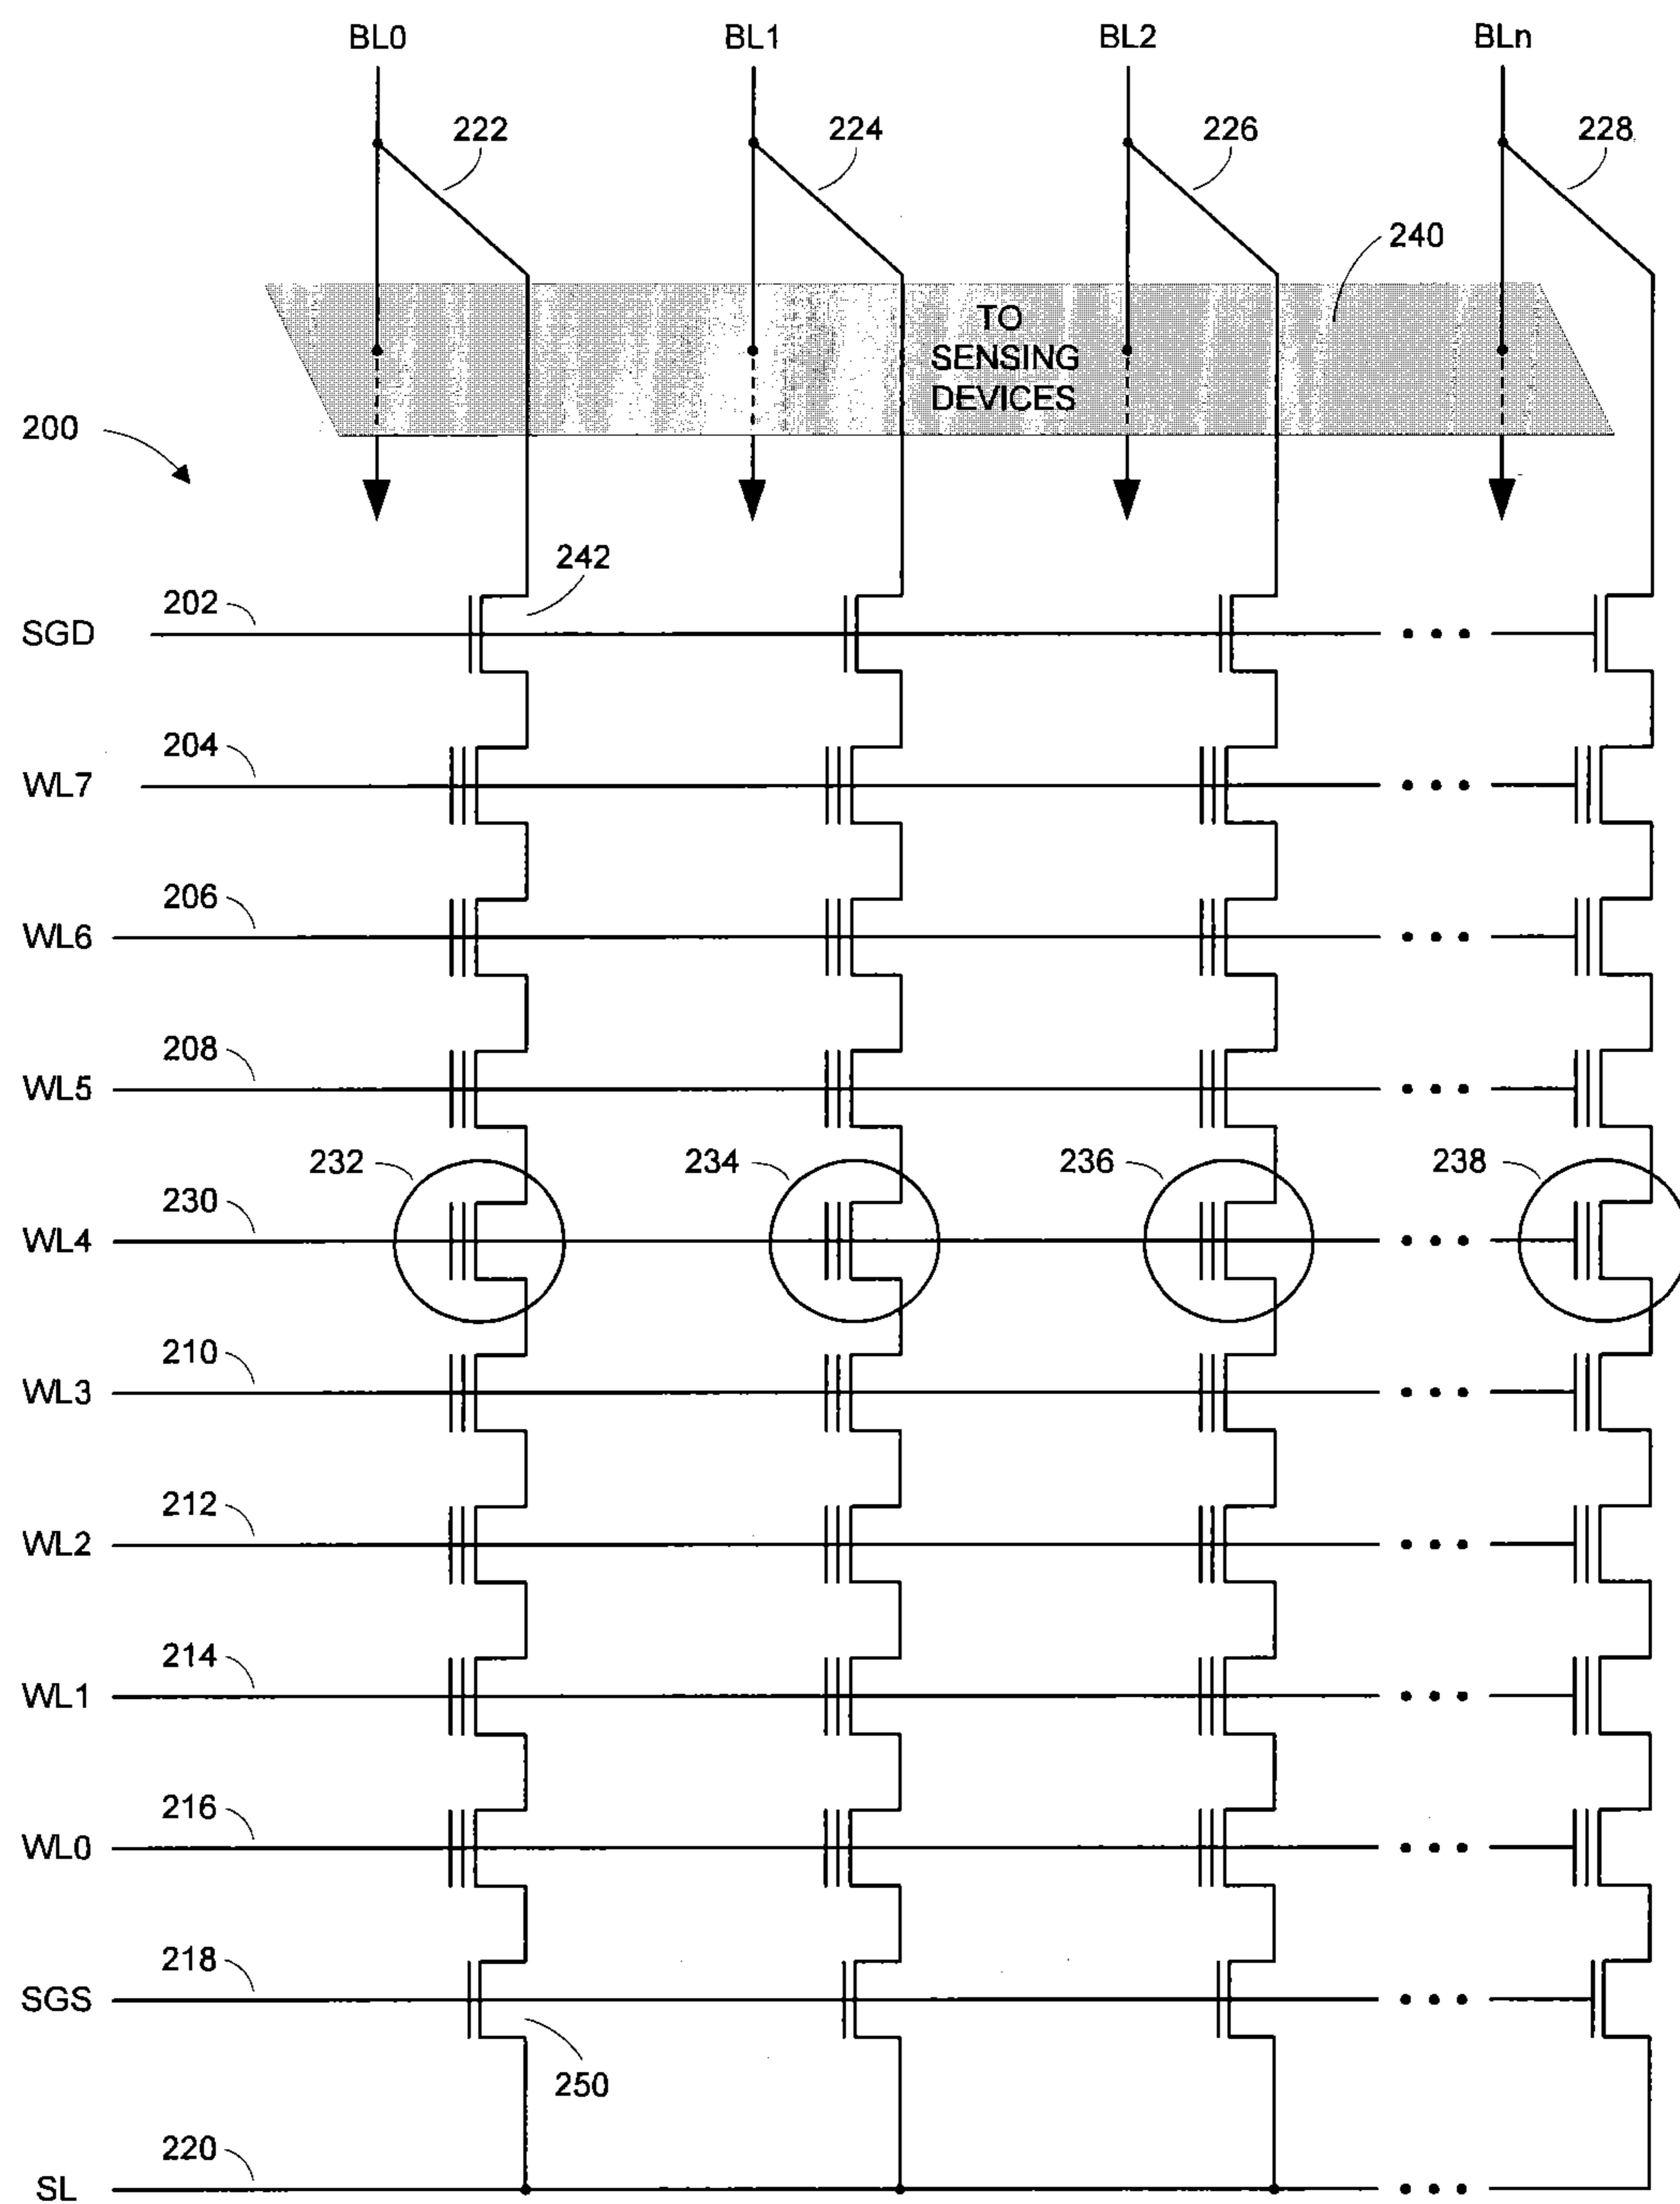 BL0 BL1 BL2 BLn
222 224 226 228
240
TO
SENSING
DEVICES
200
242
202
SGD
204
WL7
206
WL6
208
WL5
232 234 236 238
230
WL4
210
WL3
212
WL2
214
WL1
216
WL0
218
SGS
250
220
SL